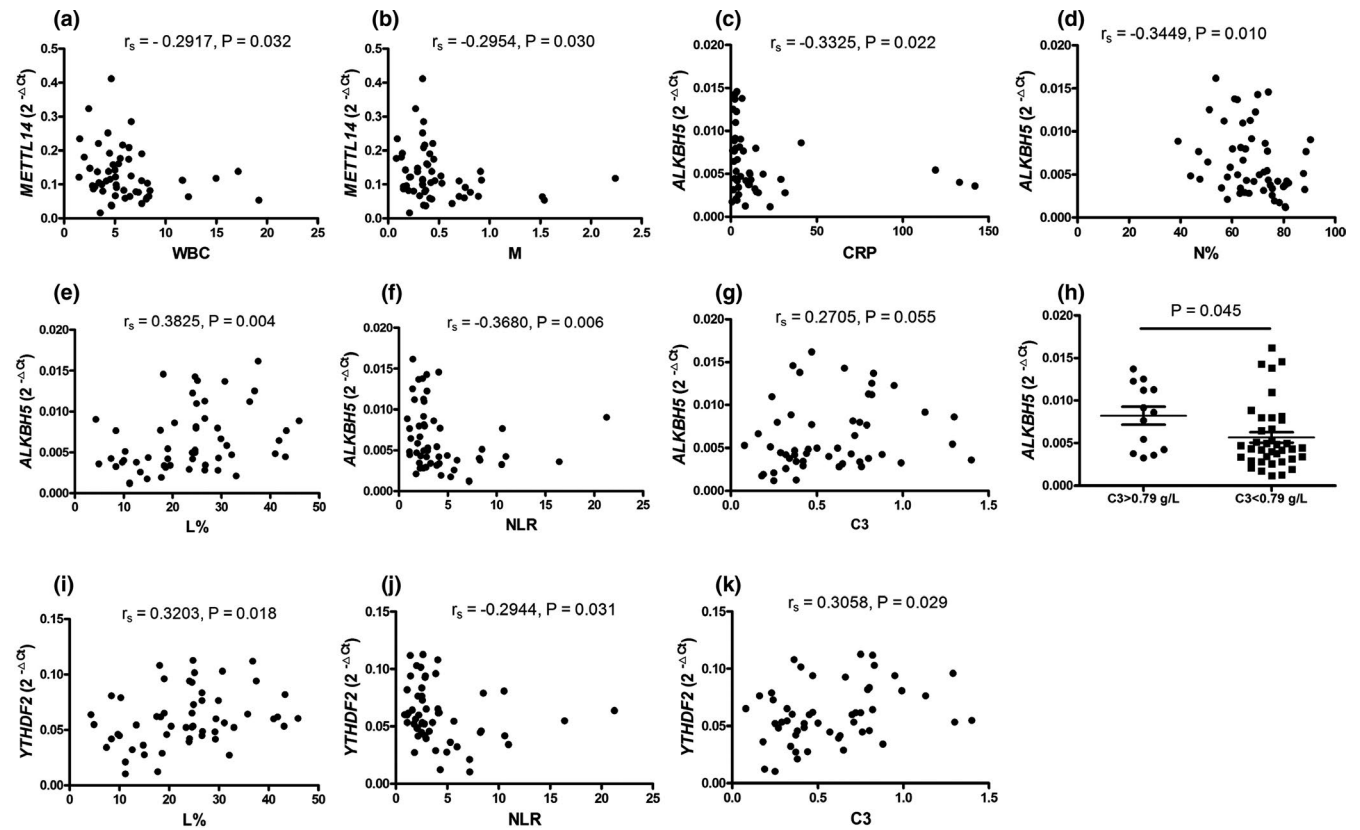 (a)
rs = - 0.2917, P = 0.032
METTL14 (2 -△Ct)
0.5
0.4
0.3
0.2
0.1
0.0
0 5 10 15 20 25
WBC
(b)
rs = -0.2954, P = 0.030
METTL14 (2 -△Ct)
0.5
0.4
0.3
0.2
0.1
0.0
0.0 0.5 1.0 1.5 2.0 2.5
M
(c)
rs = -0.3325, P = 0.022
ALKBH5 (2 -△Ct)
0.020
0.015
0.010
0.005
0.000
0 50 100 150
CRP
(d)
rs = -0.3449, P = 0.010
ALKBH5 (2 -△Ct)
0.020
0.015
0.010
0.005
0.000
0 20 40 60 80 100
N%
(e)
rs = 0.3825, P = 0.004
ALKBH5 (2 -△Ct)
0.020
0.015
0.010
0.005
0.000
0 10 20 30 40 50
L%
(f)
rs = -0.3680, P = 0.006
ALKBH5 (2 -△Ct)
0.020
0.015
0.010
0.005
0.000
0 5 10 15 20 25
NLR
(g)
rs = 0.2705, P = 0.055
ALKBH5 (2 -△Ct)
0.020
0.015
0.010
0.005
0.000
0.0 0.5 1.0 1.5
C3
(h)
P = 0.045
ALKBH5 (2 -△Ct)
0.020
0.015
0.010
0.005
0.000
C3>0.79 g/L C3<0.79 g/L
(i)
rs = 0.3203, P = 0.018
YTHDF2 (2 -△Ct)
0.15
0.10
0.05
0.00
0 10 20 30 40 50
L%
(j)
rs = -0.2944, P = 0.031
YTHDF2 (2 -△Ct)
0.15
0.10
0.05
0.00
0 5 10 15 20 25
NLR
(k)
rs = 0.3058, P = 0.029
YTHDF2 (2 -△Ct)
0.15
0.10
0.05
0.00
0.0 0.5 1.0 1.5
C3